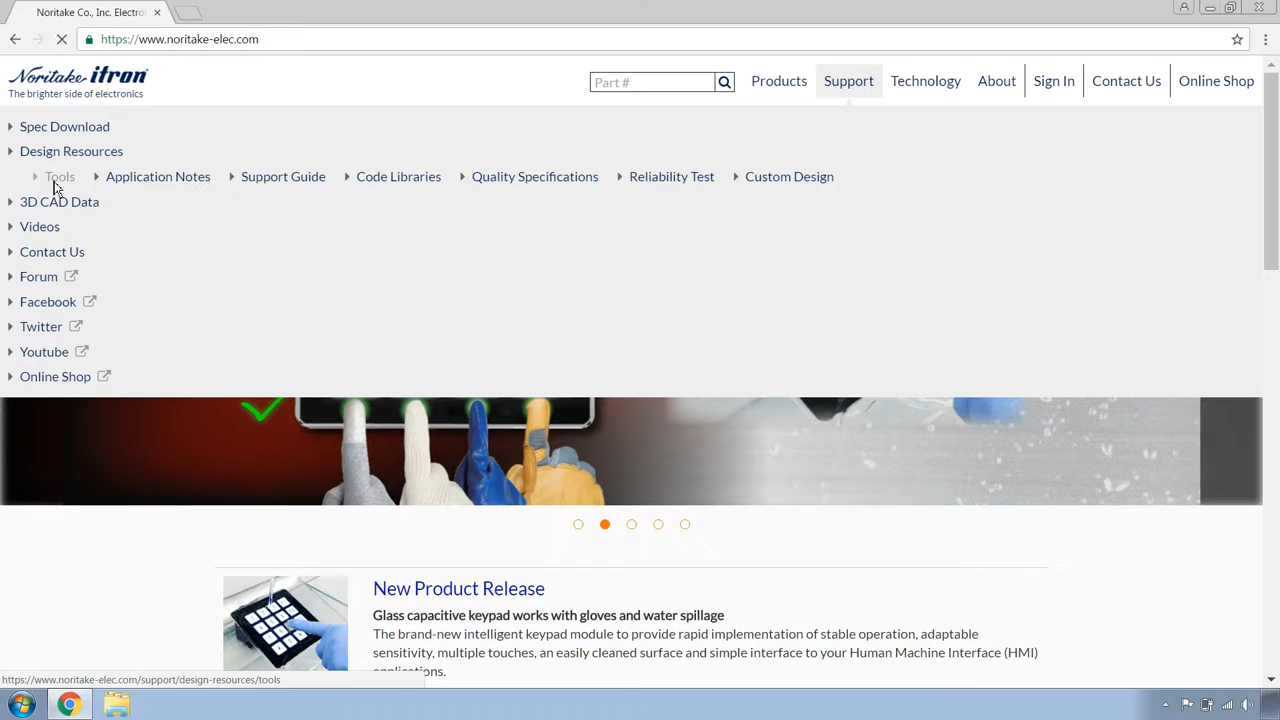 Noritake Co., Inc. Electro
https://www.noritake-elec.com
Noritake itron
The brighter side of electronics
Part #
Products
Support
Technology
About
Sign In
Contact Us
Online Shop
Spec Download
Design Resources
Tools
Application Notes
Support Guide
Code Libraries
Quality Specifications
Reliability Test
Custom Design
3D CAD Data
Videos
Contact Us
Forum
Facebook
Twitter
Youtube
Online Shop
New Product Release
Glass capacitive keypad works with gloves and water spillage
The brand-new intelligent keypad module to provide rapid implementation of stable operation, adaptable
sensitivity, multiple touches, an easily cleaned surface and simple interface to your Human Machine Interface (HMI)
applications.
https://www.noritake-elec.com/support/design-resources/tools